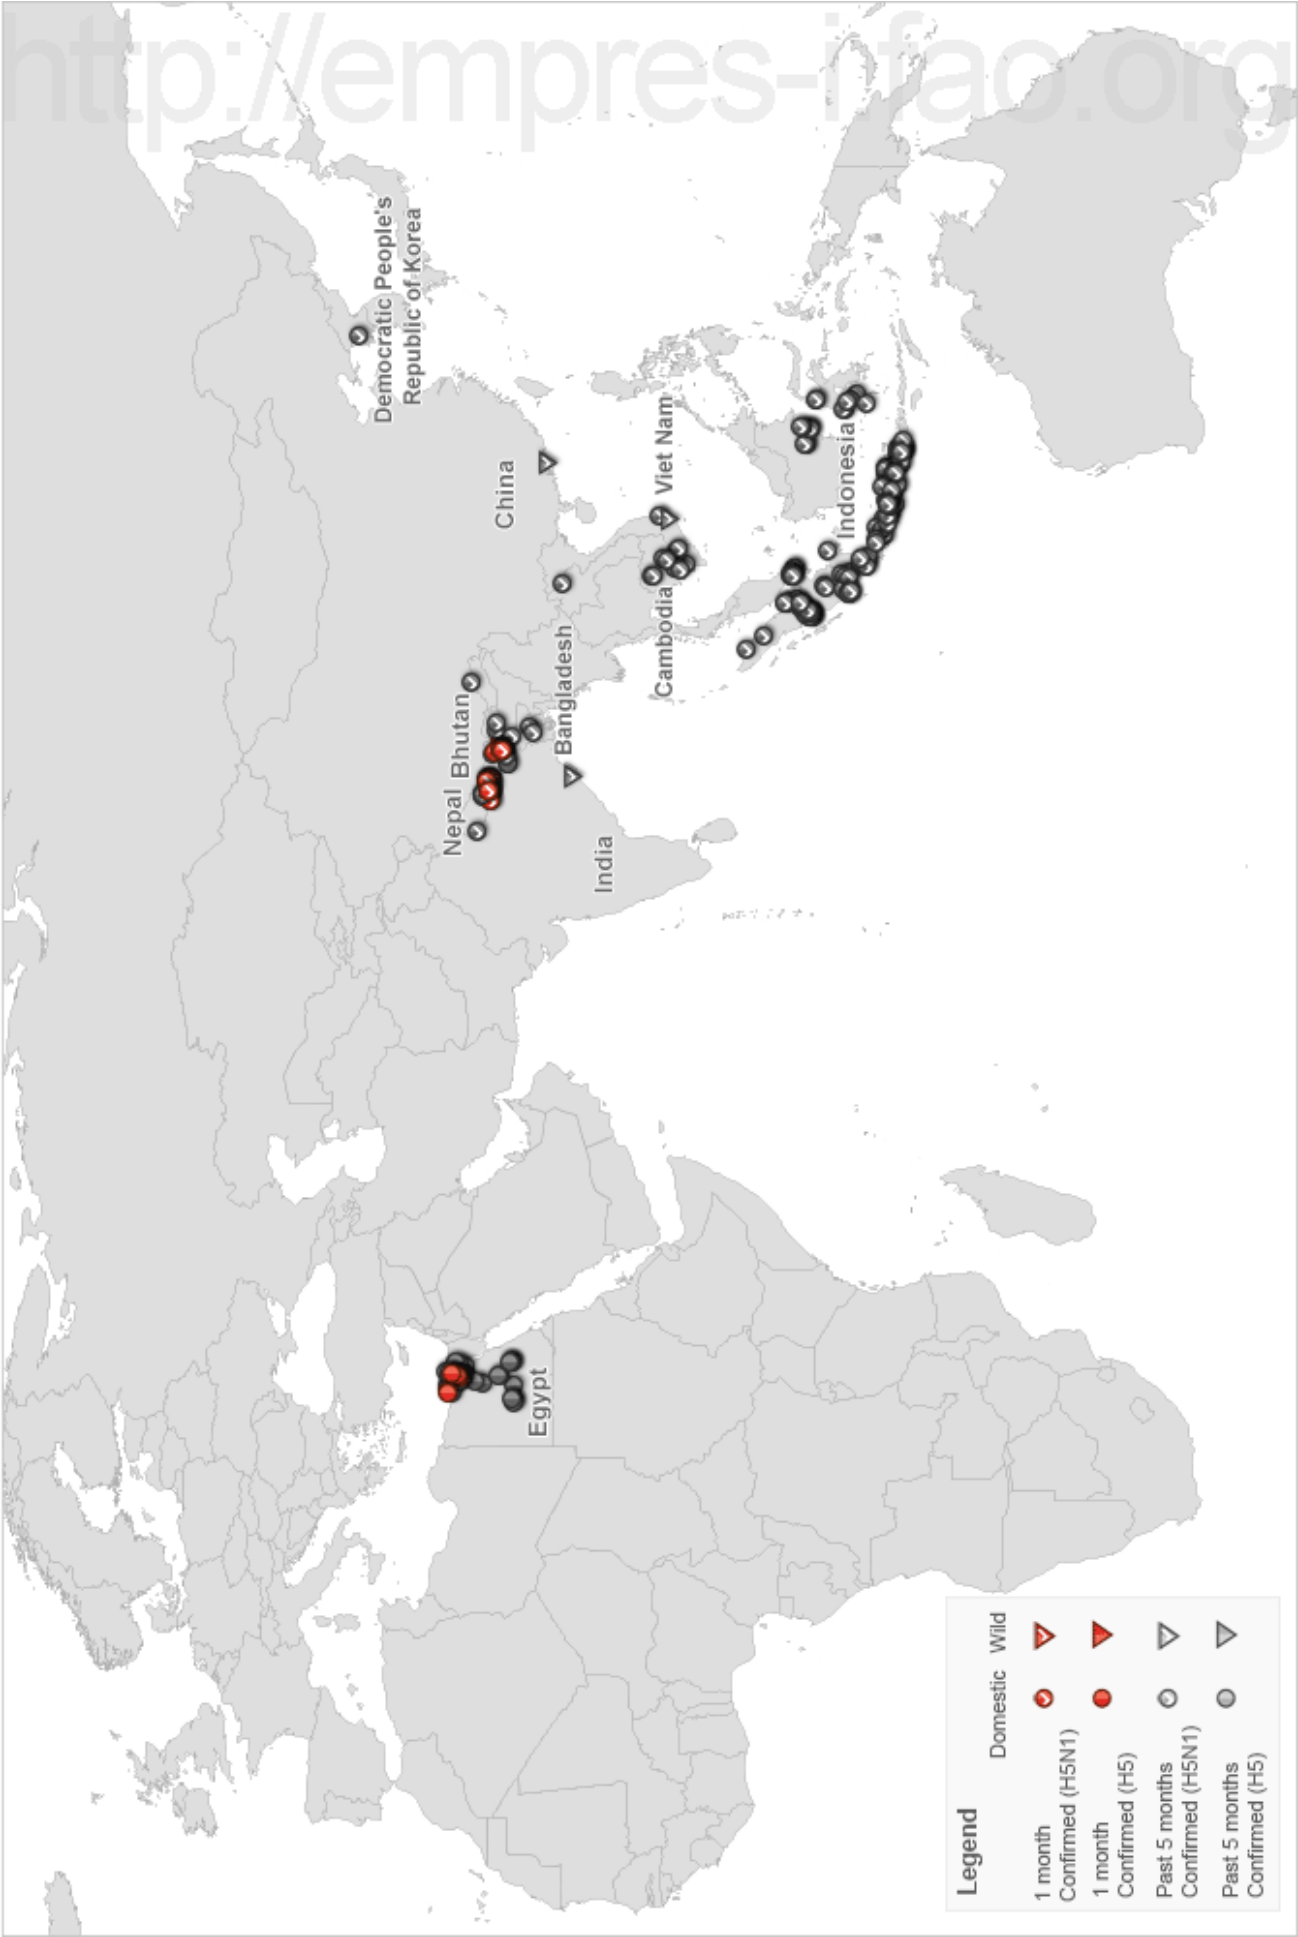 http://empres-i.fao.org
Democratic People's
Republic of Korea
China
Viet Nam
Indonesia
Cambodia
Bangladesh
Bhutan
Nepal
India
Egypt
Legend
Domestic Wild
1 month
Confirmed (H5N1)
1 month
Confirmed (H5)
Past 5 months
Confirmed (H5N1)
Past 5 months
Confirmed (H5)